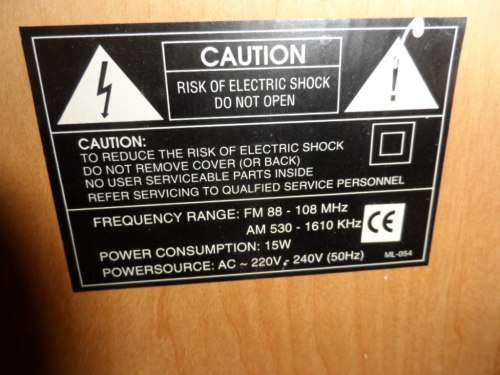 CAUTION
RISK OF ELECTRIC SHOCK
DO NOT OPEN
CAUTION:
TO REDUCE THE RISK OF ELECTRIC SHOCK
DO NOT REMOVE COVER (OR BACK)
NO USER SERVICEABLE PARTS INSIDE
REFER SERVICING TO QUALFIED SERVICE PERSONNEL
FREQUENCY RANGE: FM 88 - 108 MHz
AM 530 - 1610 KHz
CE
POWER CONSUMPTION: 15W
POWERSOURCE: AC ~ 220V - 240V (50Hz)
ML-054